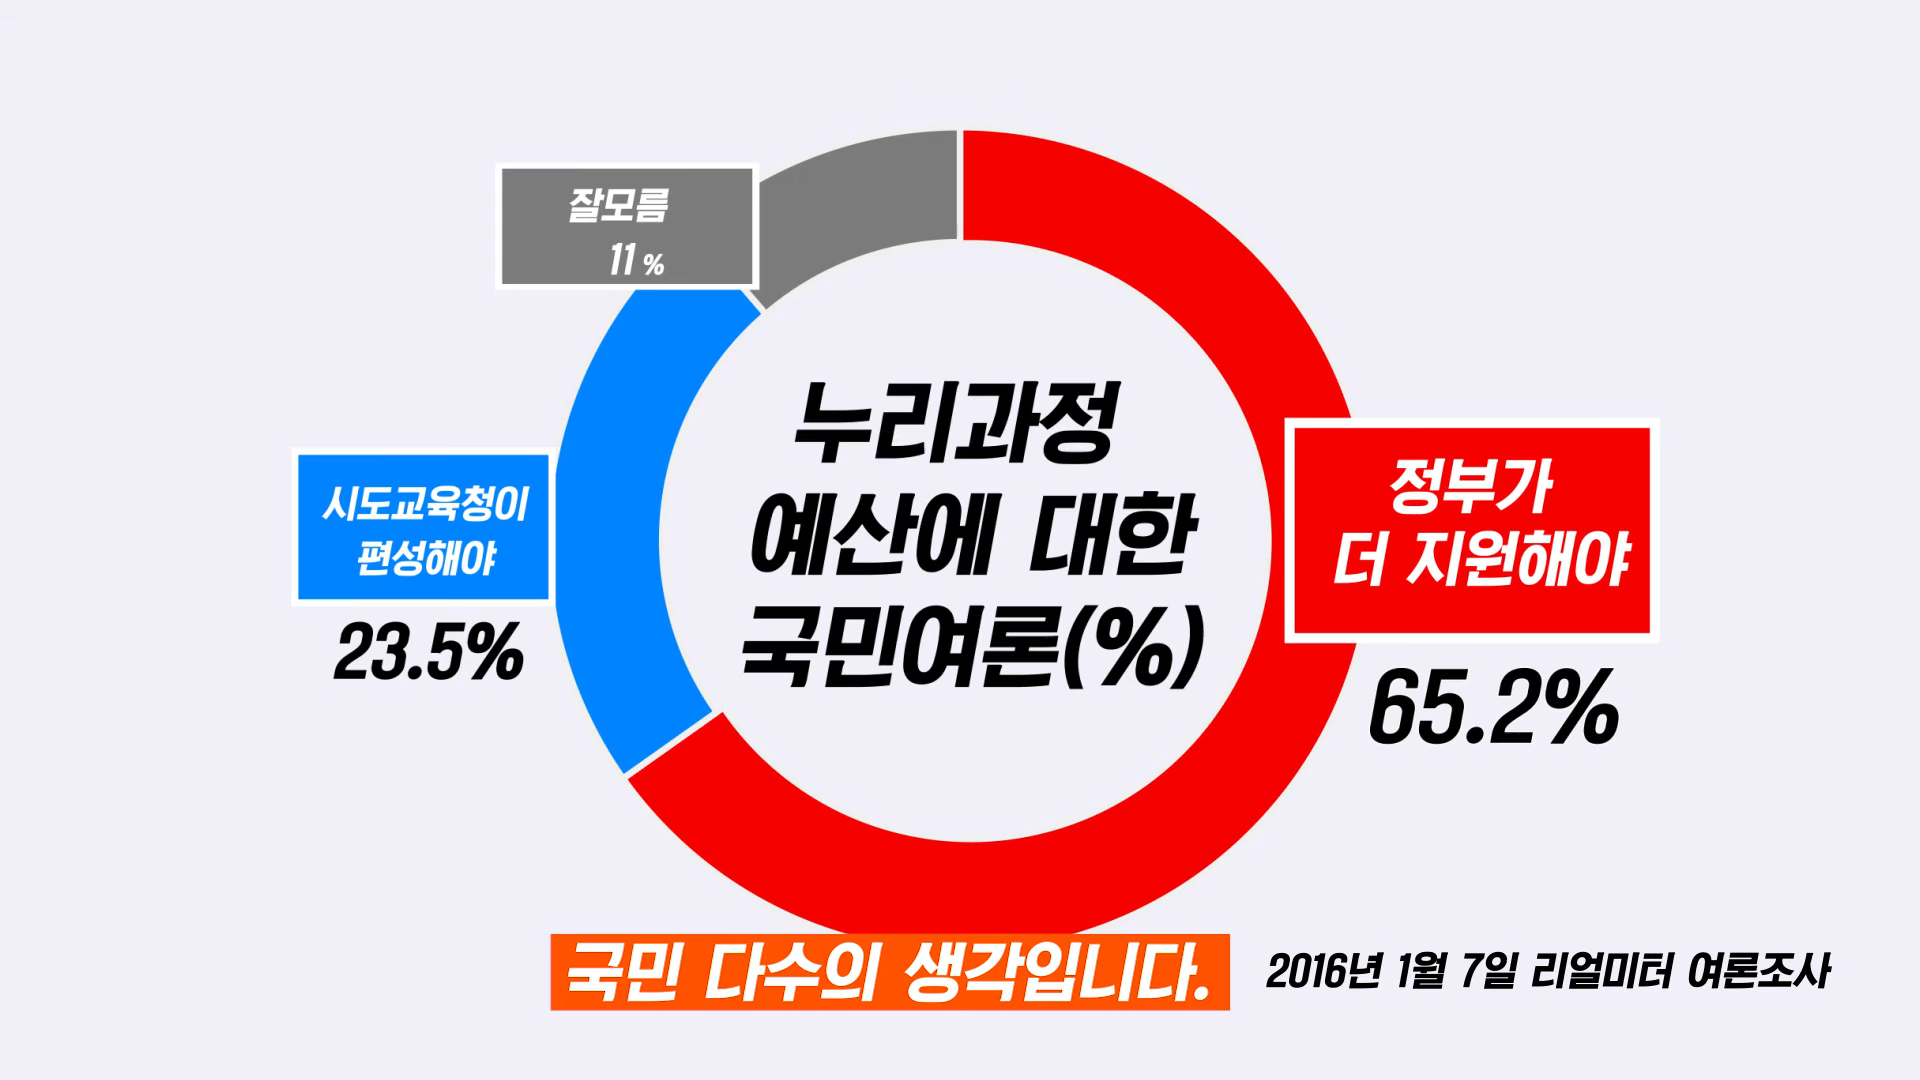 잘모름
11 %
시도교육청이
편성해야
23.5%
누리과정
예산에 대한
국민여론(%)
정부가
더 지원해야
65.2%
국민 다수의 생각입니다.
2016년 1월 7일 리얼미터 여론조사